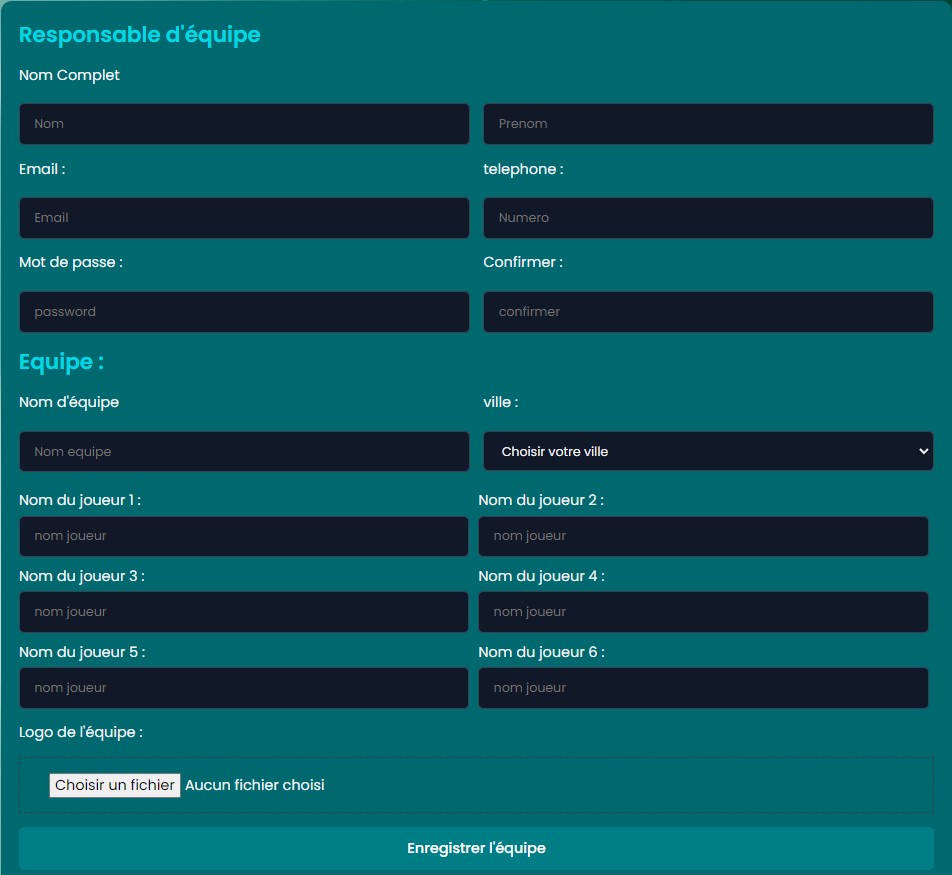 Responsable d'équipe
Nom Complet
Nom Prenom
Email : telephone :
Email Numero
Mot de passe : Confirmer :
password confirmer
Equipe :
Nom d'équipe ville :
Nom equipe Choisir votre ville
Nom du joueur 1 : Nom du joueur 2 :
nom joueur nom joueur
Nom du joueur 3 : Nom du joueur 4 :
nom joueur nom joueur
Nom du joueur 5 : Nom du joueur 6 :
nom joueur nom joueur
Logo de l'équipe :
Choisir un fichier Aucun fichier choisi
Enregistrer l'équipe